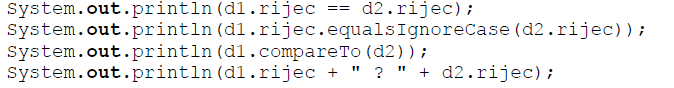 System.out.println(d1.rijec == d2.rijec);
System.out.println(d1.rijec.equalsIgnoreCase(d2.rijec));
System.out.println(d1.compareTo(d2));
System.out.println(d1.rijec + " ? " + d2.rijec);